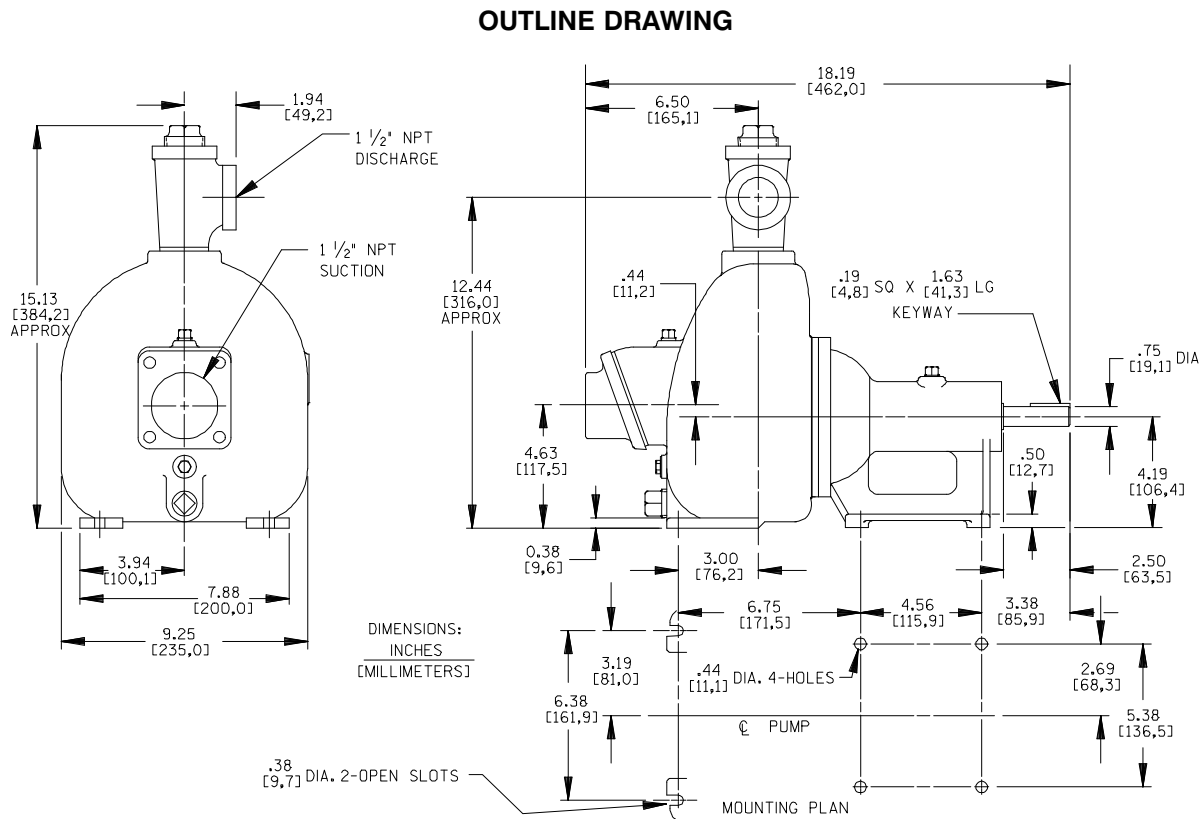 OUTLINE DRAWING
18.19
[462,0]
6.50
[165,1]
1.94
[49,2]
1 1/2" NPT
DISCHARGE
1 1/2" NPT
SUCTION
15.13
[384,2]
APPROX
12.44
[316,0]
APPROX
.44
[11,2]
.19 SQ X 1.63 LG
[4,8] [41,3]
KEYWAY
.75 DIA
[19,1]
4.63
[117,5]
.50
[12,7]
4.19
[106,4]
0.38
[9,6]
3.00
[76,2]
2.50
[63,5]
3.94
[100,1]
7.88
[200,0]
9.25
[235,0]
6.75
[171,5]
4.56
[115,9]
3.38
[85,9]
DIMENSIONS:
INCHES
[MILLIMETERS]
3.19
[81,0]
.44 DIA. 4-HOLES
[11,1]
2.69
[68,3]
6.38
[161,9]
℄ PUMP
5.38
[136,5]
.38 DIA. 2-OPEN SLOTS
[9,7]
MOUNTING PLAN